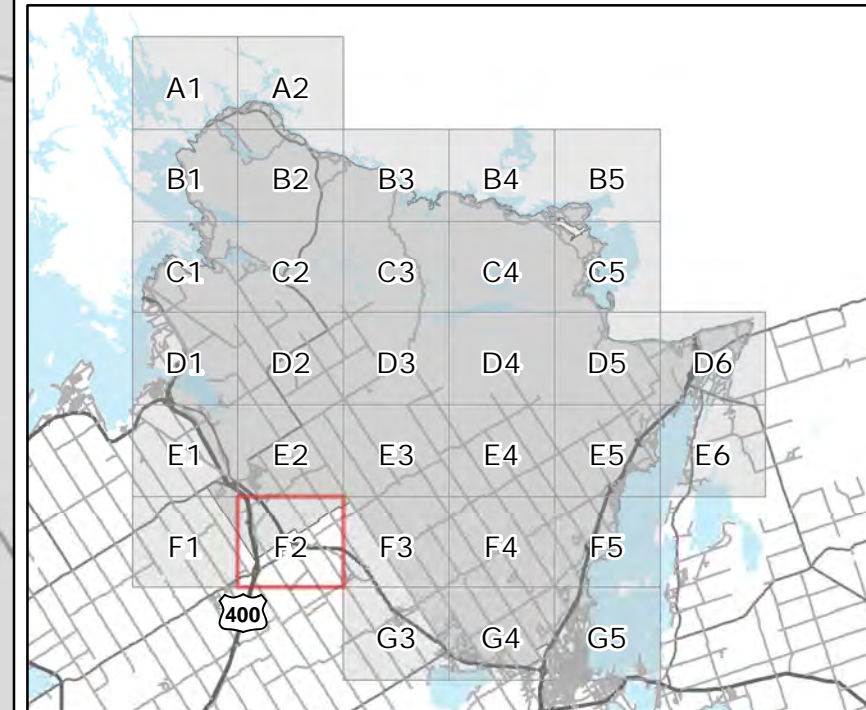 A1 A2
B1 B2 B3 B4 B5
C1 C2 C3 C4 C5
D1 D2 D3 D4 D5 D6
E1 E2 E3 E4 E5 E6
F1 F2 F3 F4 F5
400
G3 G4 G5